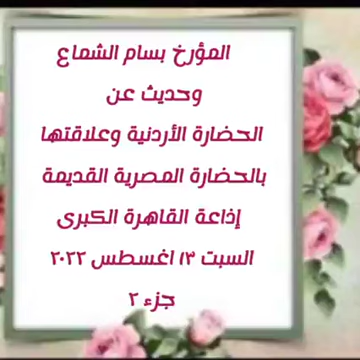 المؤرخ بسام الشماع
وحديث عن
الحضارة الأردنية وعلاقتها
بالحضارة المصرية القديمة
إذاعة القاهرة الكبرى
السبت ١٣ اغسطس ٢٠٢٢
جزء ٢